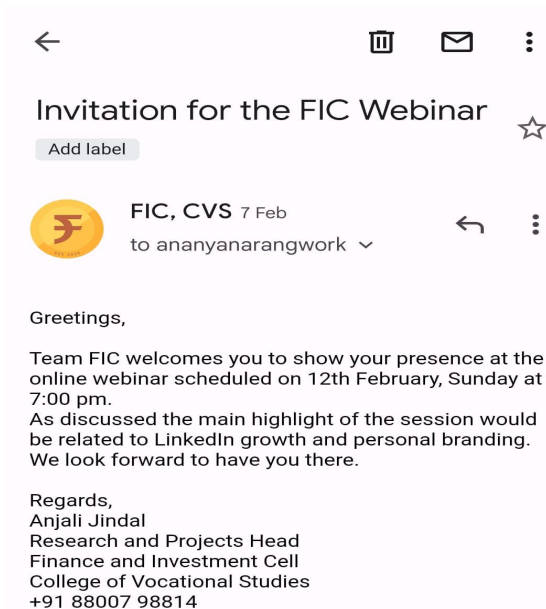 Invitation for the FIC Webinar
Add label
FIC, CVS 7 Feb
to ananyanarangwork
Greetings,
Team FIC welcomes you to show your presence at the
online webinar scheduled on 12th February, Sunday at
7:00 pm.
As discussed the main highlight of the session would
be related to LinkedIn growth and personal branding.
We look forward to have you there.
Regards,
Anjali Jindal
Research and Projects Head
Finance and Investment Cell
College of Vocational Studies
+91 88007 98814